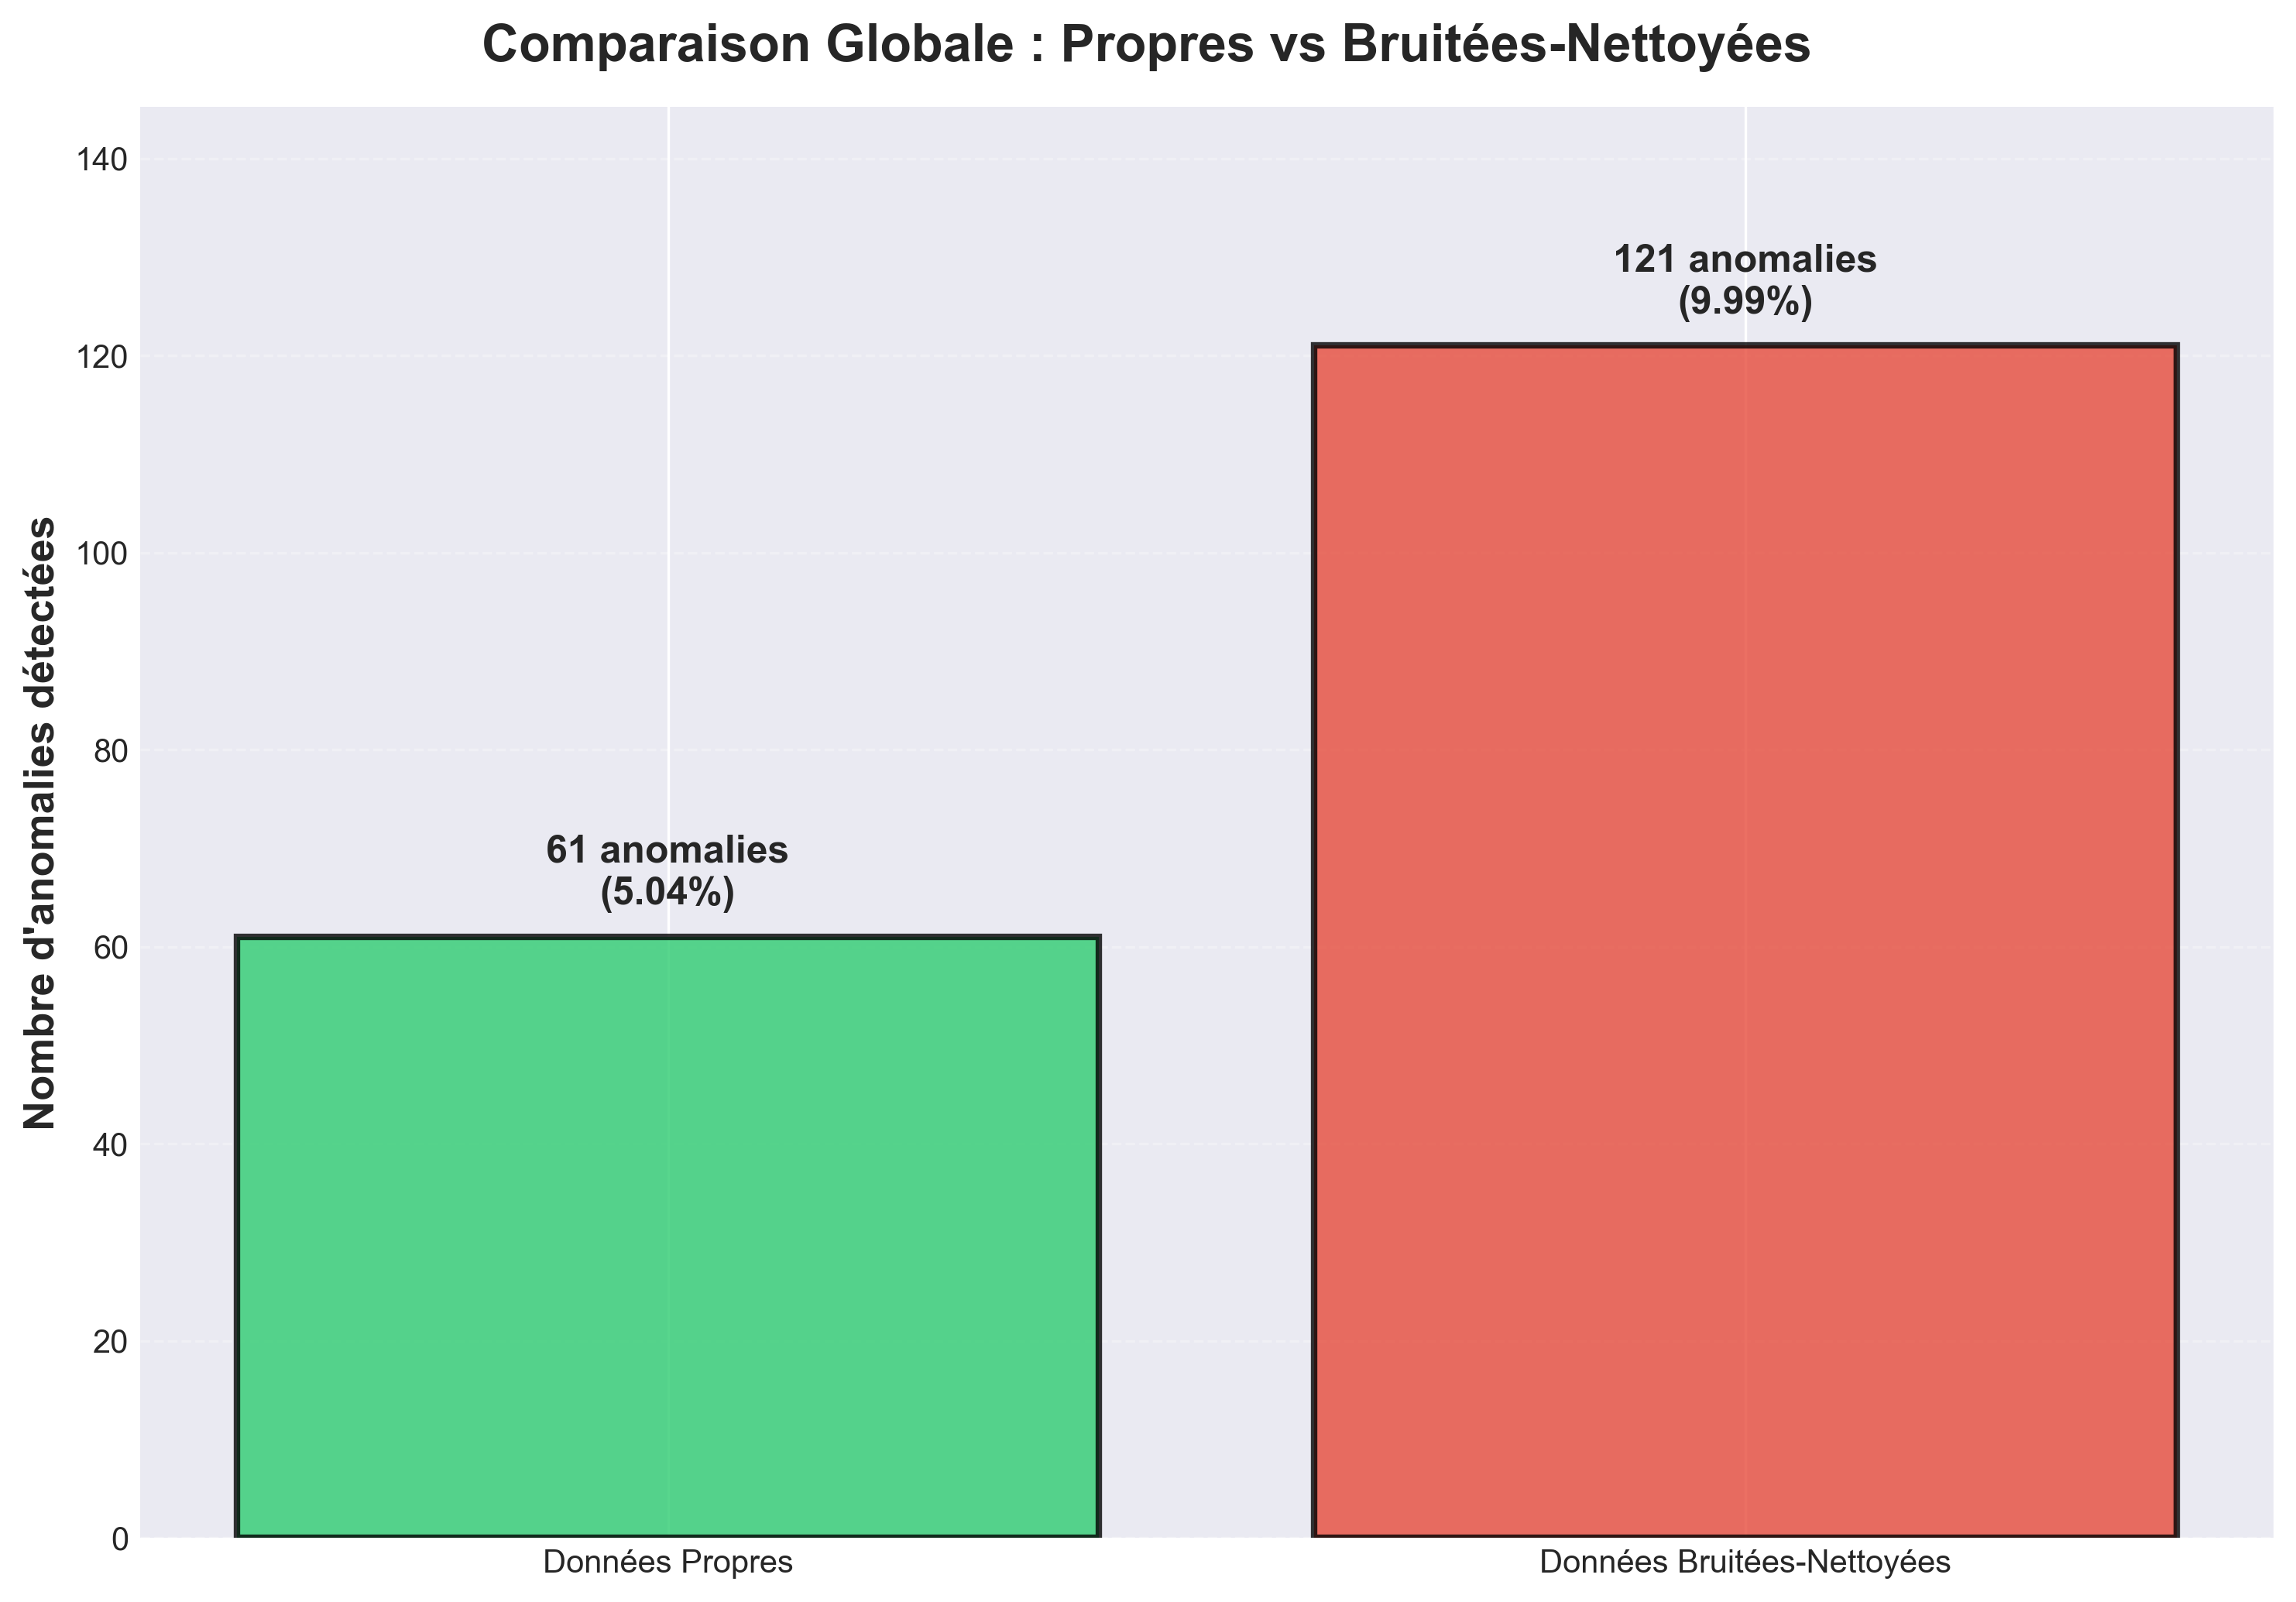 Comparaison Globale : Propres vs Bruitées-Nettoyées
Nombre d'anomalies détectées
140
120
100
80
60
40
20
0
121 anomalies
(9.99%)
61 anomalies
(5.04%)
Données Propres
Données Bruitées-Nettoyées